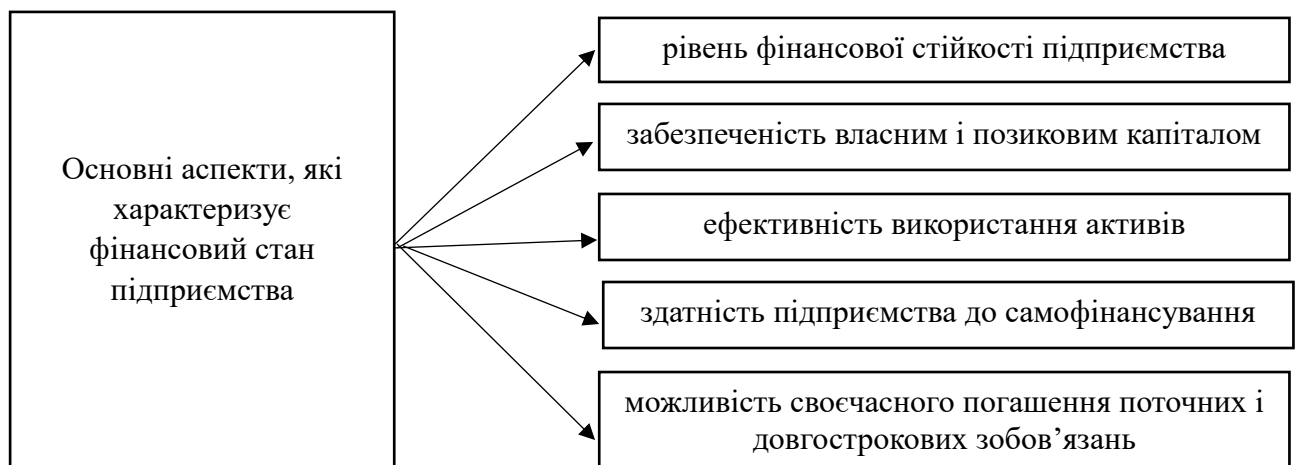 Основні аспекти, які
характеризує
фінансовий стан
підприємства
рівень фінансової стійкості підприємства
забезпеченість власним і позиковим капіталом
ефективність використання активів
здатність підприємства до самофінансування
можливість своєчасного погашення поточних і
довгострокових зобов’язань